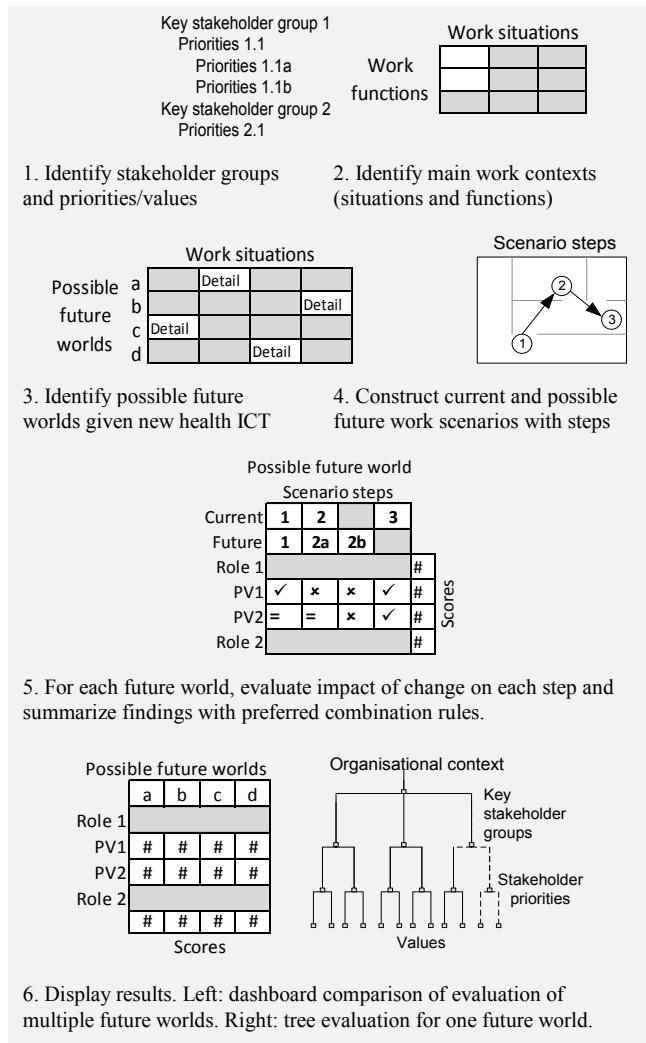 Key stakeholder group 1
Priorities 1.1
Priorities 1.1a
Priorities 1.1b
Key stakeholder group 2
Priorities 2.1
Work situations
Work
functions
1. Identify stakeholder groups
and priorities/values
2. Identify main work contexts
(situations and functions)
Work situations
Possible
future
worlds
a Detail
b Detail
c Detail
d Detail
Scenario steps
1
2
3
3. Identify possible future
worlds given new health ICT
4. Construct current and possible
future work scenarios with steps
Possible future world
Scenario steps
Current 1 2 3
Future 1 2a 2b
Role 1 #
PV1 ✓ × × ✓ #
PV2 = = × ✓ #
Role 2 #
Scores
5. For each future world, evaluate impact of change on each step and
summarize findings with preferred combination rules.
Possible future worlds
a b c d
Role 1
PV1 # # # #
PV2 # # # #
Role 2
# # # #
Scores
Organisational context
Key
stakeholder
groups
Stakeholder
priorities
Values
6. Display results. Left: dashboard comparison of evaluation of
multiple future worlds. Right: tree evaluation for one future world.